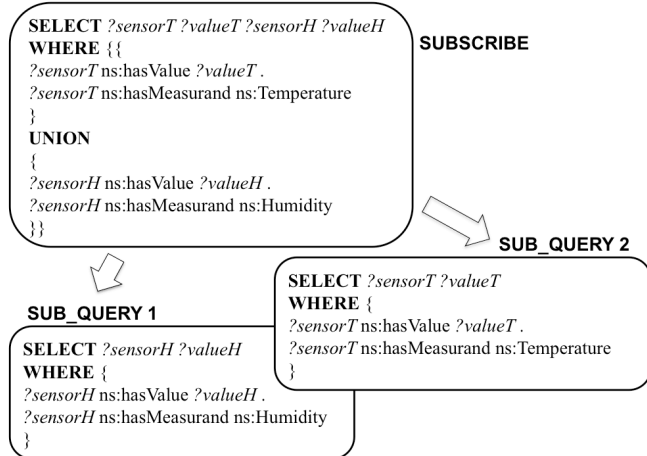 SELECT ?sensorT ?valueT ?sensorH ?valueH
WHERE {{
?sensorT ns:hasValue ?valueT .
?sensorT ns:hasMeasurand ns:Temperature
}
UNION
{
?sensorH ns:hasValue ?valueH .
?sensorH ns:hasMeasurand ns:Humidity
}}
SUBSCRIBE
SUB_QUERY 2
SELECT ?sensorT ?valueT
WHERE {
?sensorT ns:hasValue ?valueT .
?sensorT ns:hasMeasurand ns:Temperature
}
SUB_QUERY 1
SELECT ?sensorH ?valueH
WHERE {
?sensorH ns:hasValue ?valueH .
?sensorH ns:hasMeasurand ns:Humidity
}